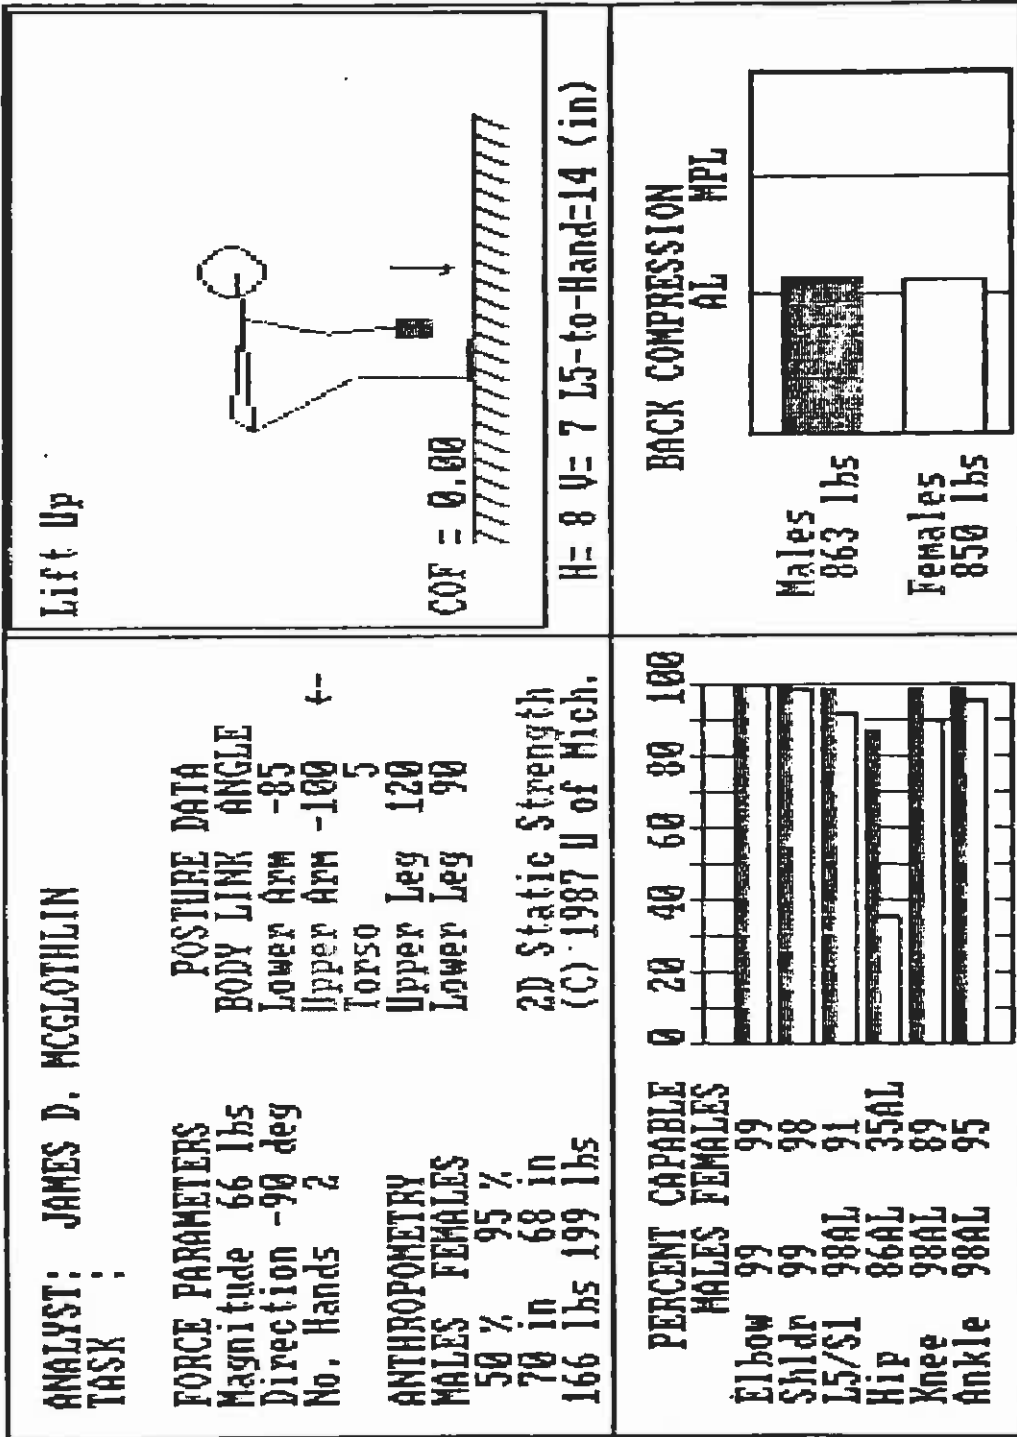 ANALYST: JAMES D. MCGLOTHLIN
TASK :
FORCE PARAMETERS
Magnitude 66 lbs
Direction -90 deg
No. Hands 2
ANTHROPOMETRY
MALES FEMALES
50 % 95 %
70 in 68 in
166 lbs 199 lbs
POSTURE DATA
BODY LINK ANGLE
Lower Arm -85
Upper Arm -100 <-
Torso 5
Upper Leg 120
Lower Leg 90
2D Static Strength
(C) 1987 U of Mich.
Lift Up
COF = 0.00
H= 8 V= 7 L5-to-Hand=14 (in)
PERCENT CAPABLE
MALES FEMALES
Elbow 99 99
Shldr 99 98
L5/S1 98AL 91
Hip 86AL 35AL
Knee 98AL 89
Ankle 98AL 95
0 20 40 60 80 100
BACK COMPRESSION
AL MPL
Males
863 lbs
Females
850 lbs